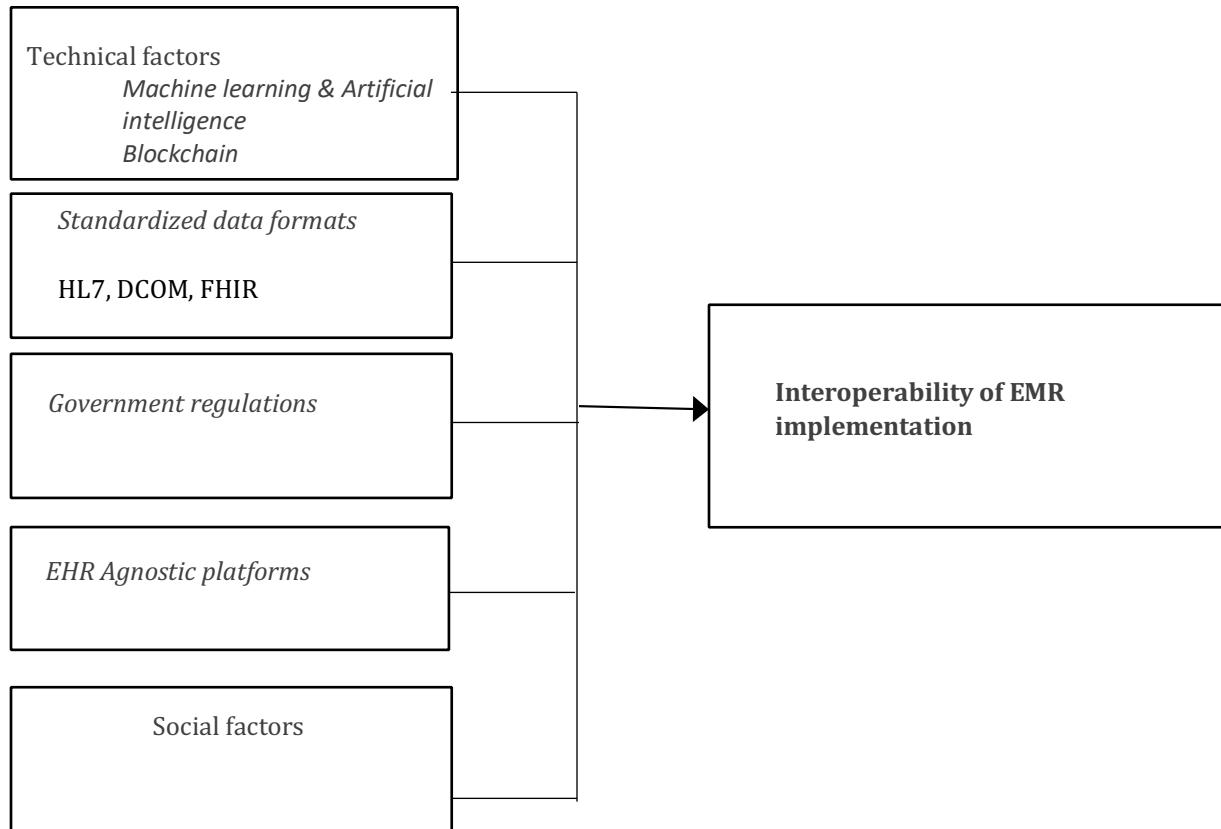 Technical factors
Machine learning & Artificial
intelligence
Blockchain
Standardized data formats
HL7, DCOM, FHIR
Government regulations
EHR Agnostic platforms
Social factors
Interoperability of EMR
implementation